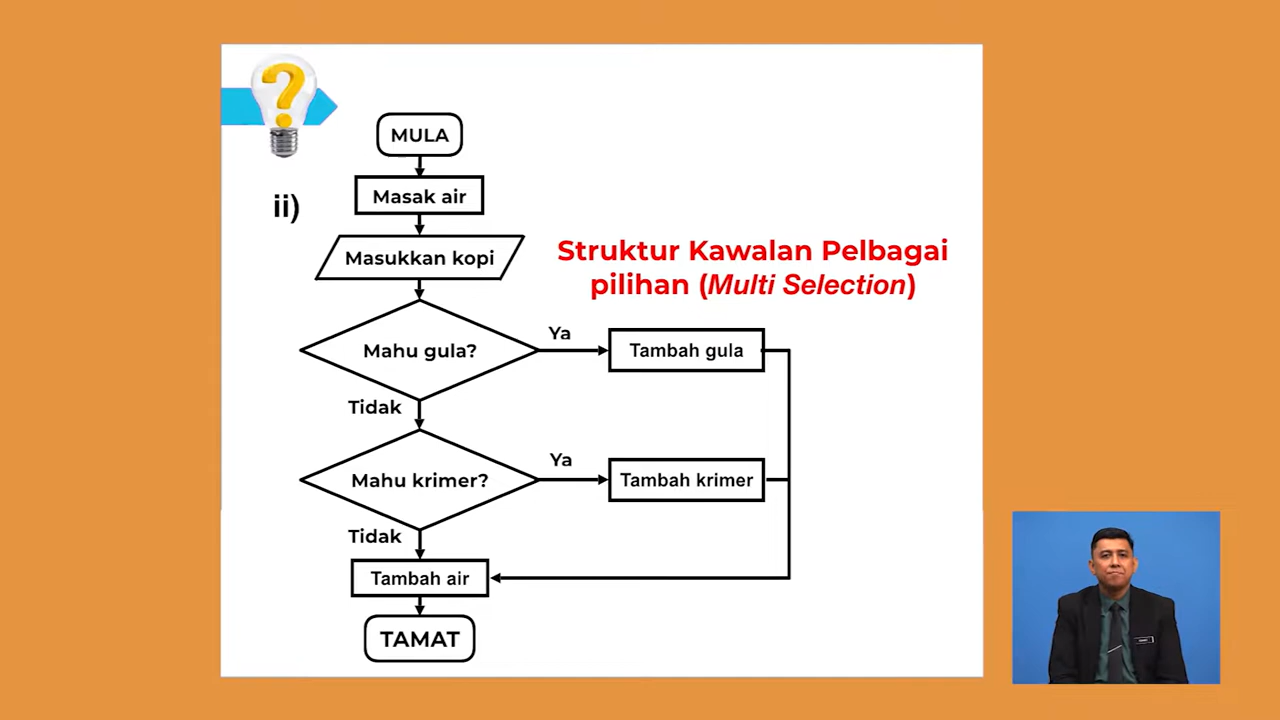 MULA
Masak air
ii)
Masukkan kopi
Struktur Kawalan Pelbagai
pilihan (Multi Selection)
Mahu gula?
Ya
Tambah gula
Tidak
Mahu krimer?
Ya
Tambah krimer
Tidak
Tambah air
TAMAT